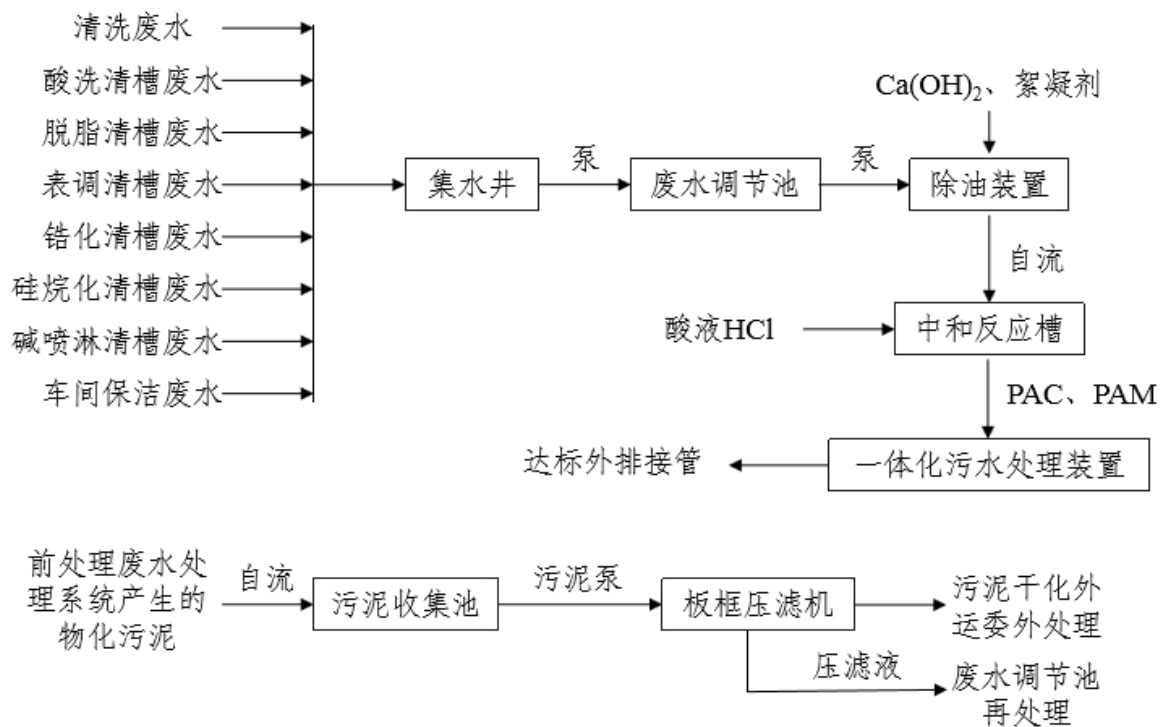 清洗废水
酸洗清槽废水
脱脂清槽废水
表调清槽废水
锆化清槽废水
硅烷化清槽废水
碱喷淋清槽废水
车间保洁废水
集水井
泵
废水调节池
泵
Ca(OH)₂、絮凝剂
除油装置
自流
酸液HCl
中和反应槽
PAC、PAM
一体化污水处理装置
达标外排接管
前处理废水处
理系统产生的
物化污泥
自流
污泥收集池
污泥泵
板框压滤机
污泥干化外
运委外处理
压滤液
废水调节池
再处理